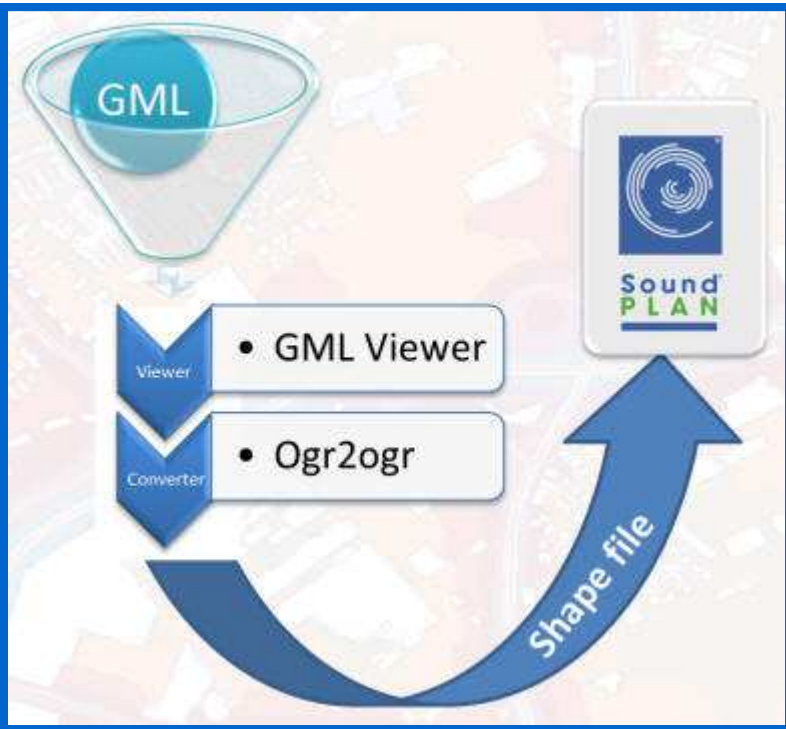 GML
Viewer
• GML Viewer
Converter
• Ogr2ogr
Shape file
Sound
PLAN